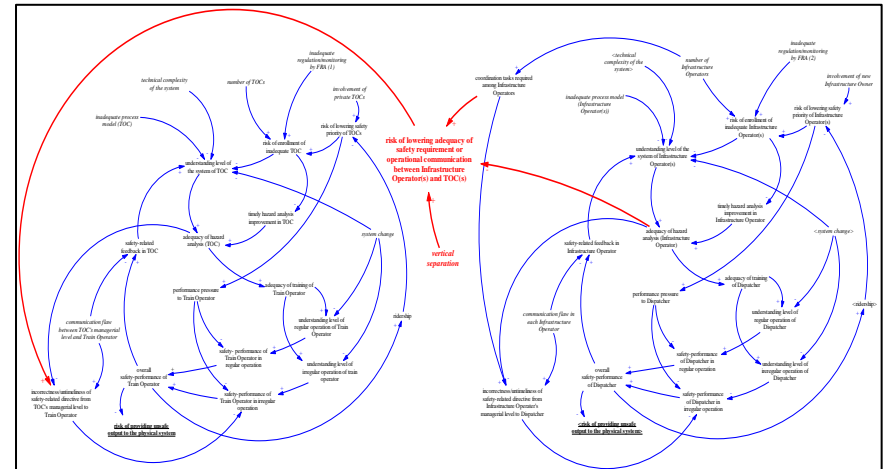 inadequate
regulation/monitoring
by FRA (1)
technical complexity
of the system
number of TOCs
involvement of
private TOCs
inadequate process
model (TOC)
risk of enrollment of
inadequate TOC
risk of lowering safety
priority of TOCs
understanding level of
the system of TOC
timely hazard analysis
improvement in TOC
system change
safety-related
feedback in TOC
adequacy of hazard
analysis (TOC)
performance pressure
to Train Operator
adequacy of training of
Train Operator
communication flaw
between TOC's managerial
level and Train Operator
understanding level of
regular operation of Train
Operator
ridership
safety- performance of
Train Operator in
regular operation
understanding level of
irregular operation of train
operator
overall
safety-performance of
Train Operator
incorrectness/untimeliness of
safety-related directive from
TOC's managerial level to
Train Operator
safety-performance of
Train Operator in irregular
operation
risk of providing unsafe
output to the physical system
risk of lowering adequacy of
safety requirement or
operational communication
between Infrastructure
Operator(s) and TOC(s)
vertical
separation
coordination tasks required
among Infrastructure
Operators
<technical
complexity of the
system>
number of
Infrastructure
Operators
inadequate
regulation/monitoring
by FRA (2)
involvement of new
Infrastructure Owner
inadequate process model
(Infrastructure
Operator(s))
risk of enrollment of
inadequate Infrastructure
Operator(s)
risk of lowering safety
priority of Infrastructure
Operator(s)
understanding level of the
system of Infrastructure
Operator(s)
timely hazard analysis
improvement in
Infrastructure Operator
<system change>
safety-related feedback in
Infrastructure Operator
adequacy of hazard
analysis (Infrastructure
Operator)
performance pressure
to Dispatcher
adequacy of training
of Dispatcher
communication flaw in
each Infrastructure
Operator
understanding level of
regular operation of
Dispatcher
<ridership>
safety-performance
of Dispatcher in
regular operation
understanding level of
irregular operation of
Dispatcher
overall
safety-performance
of Dispatcher
incorrectness/untimeliness of
safety-related directive from
Infrastructure Operator's
managerial level to Dispatcher
safety-performance
of Dispatcher in
irregular operation
<risk of providing unsafe
output to the physical system>